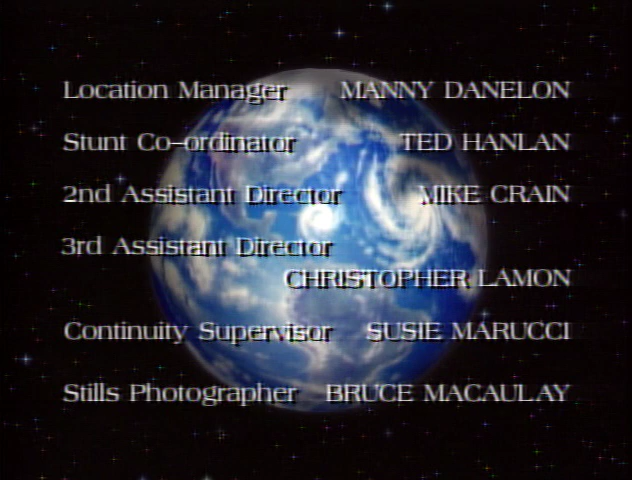 Location Manager MANNY DANELON
Stunt Co-ordinator TED HANLAN
2nd Assistant Director MIKE CRAIN
3rd Assistant Director
CHRISTOPHER LAMON
Continuity Supervisor SUSIE MARUCCI
Stills Photographer BRUCE MACAULAY